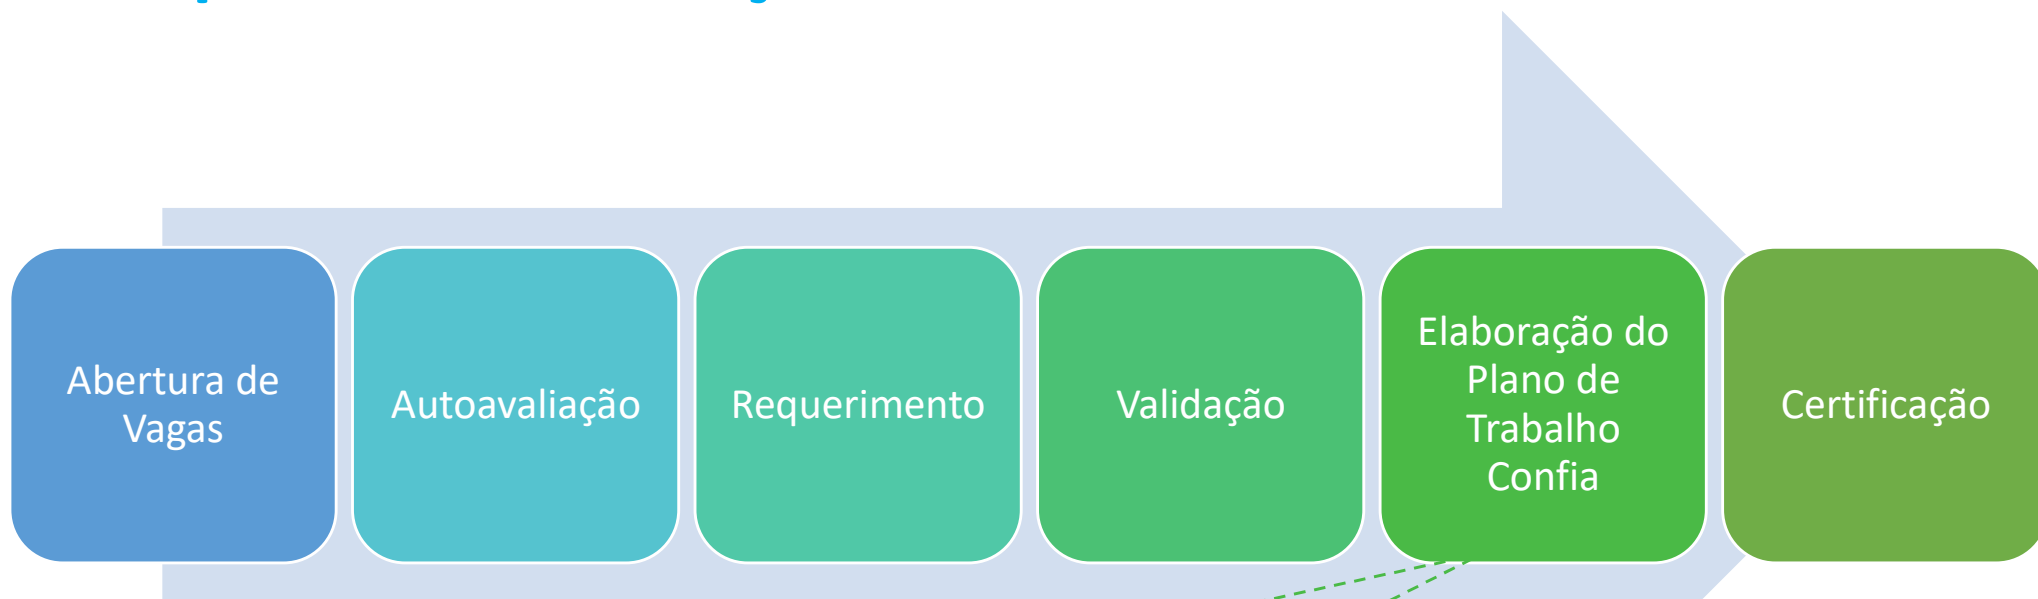 Abertura de
Vagas
Autoavaliação
Requerimento
Validação
Elaboração do
Plano de
Trabalho
Confia
Certificação